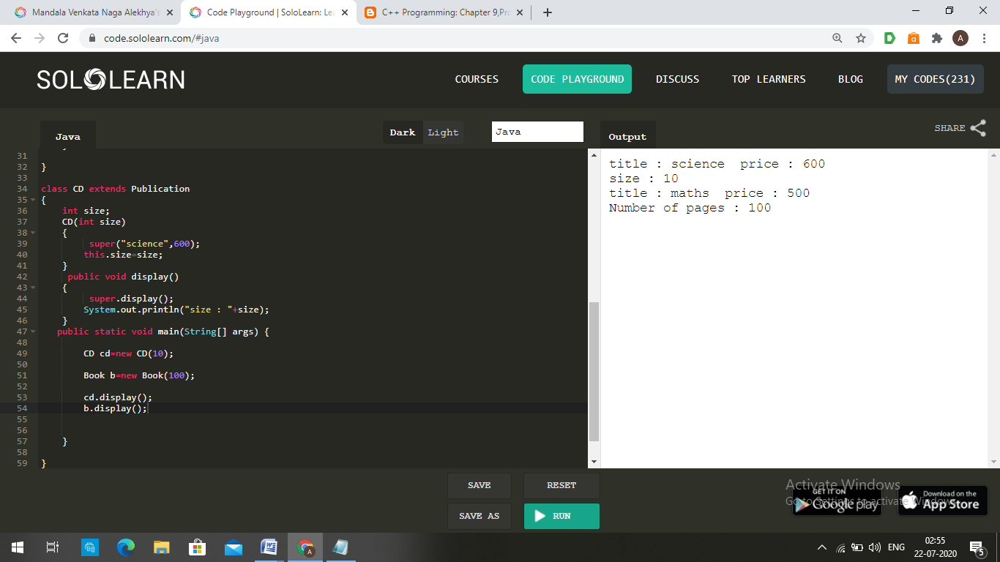 Mandala Venkata Naga Alekhya's
Code Playground | SoloLearn: Lea
C++ Programming: Chapter 9,Pro
code.sololearn.com/#java
A
SOLOLEARN
COURSES
CODE PLAYGROUND
DISCUSS
TOP LEARNERS
BLOG
MY CODES(231)
Java
Dark Light
Java
Output
SHARE
31
32 }
33
34 class CD extends Publication
35 {
36 int size;
37 CD(int size)
38 {
39 super("science",600);
40 this.size=size;
41 }
42 public void display()
43 {
44 super.display();
45 System.out.println("size : "+size);
46 }
47 public static void main(String[] args) {
48
49 CD cd=new CD(10);
50
51 Book b=new Book(100);
52
53 cd.display();
54 b.display();
55
56
57 }
58
59 }
title : science  price : 600
size : 10
title : maths  price : 500
Number of pages : 100
SAVE
RESET
SAVE AS
RUN
Activate Windows
Go to Settings to activate Windows.
GET IT ON
Google play
Download on the
App Store
ENG
02:55
22-07-2020
5